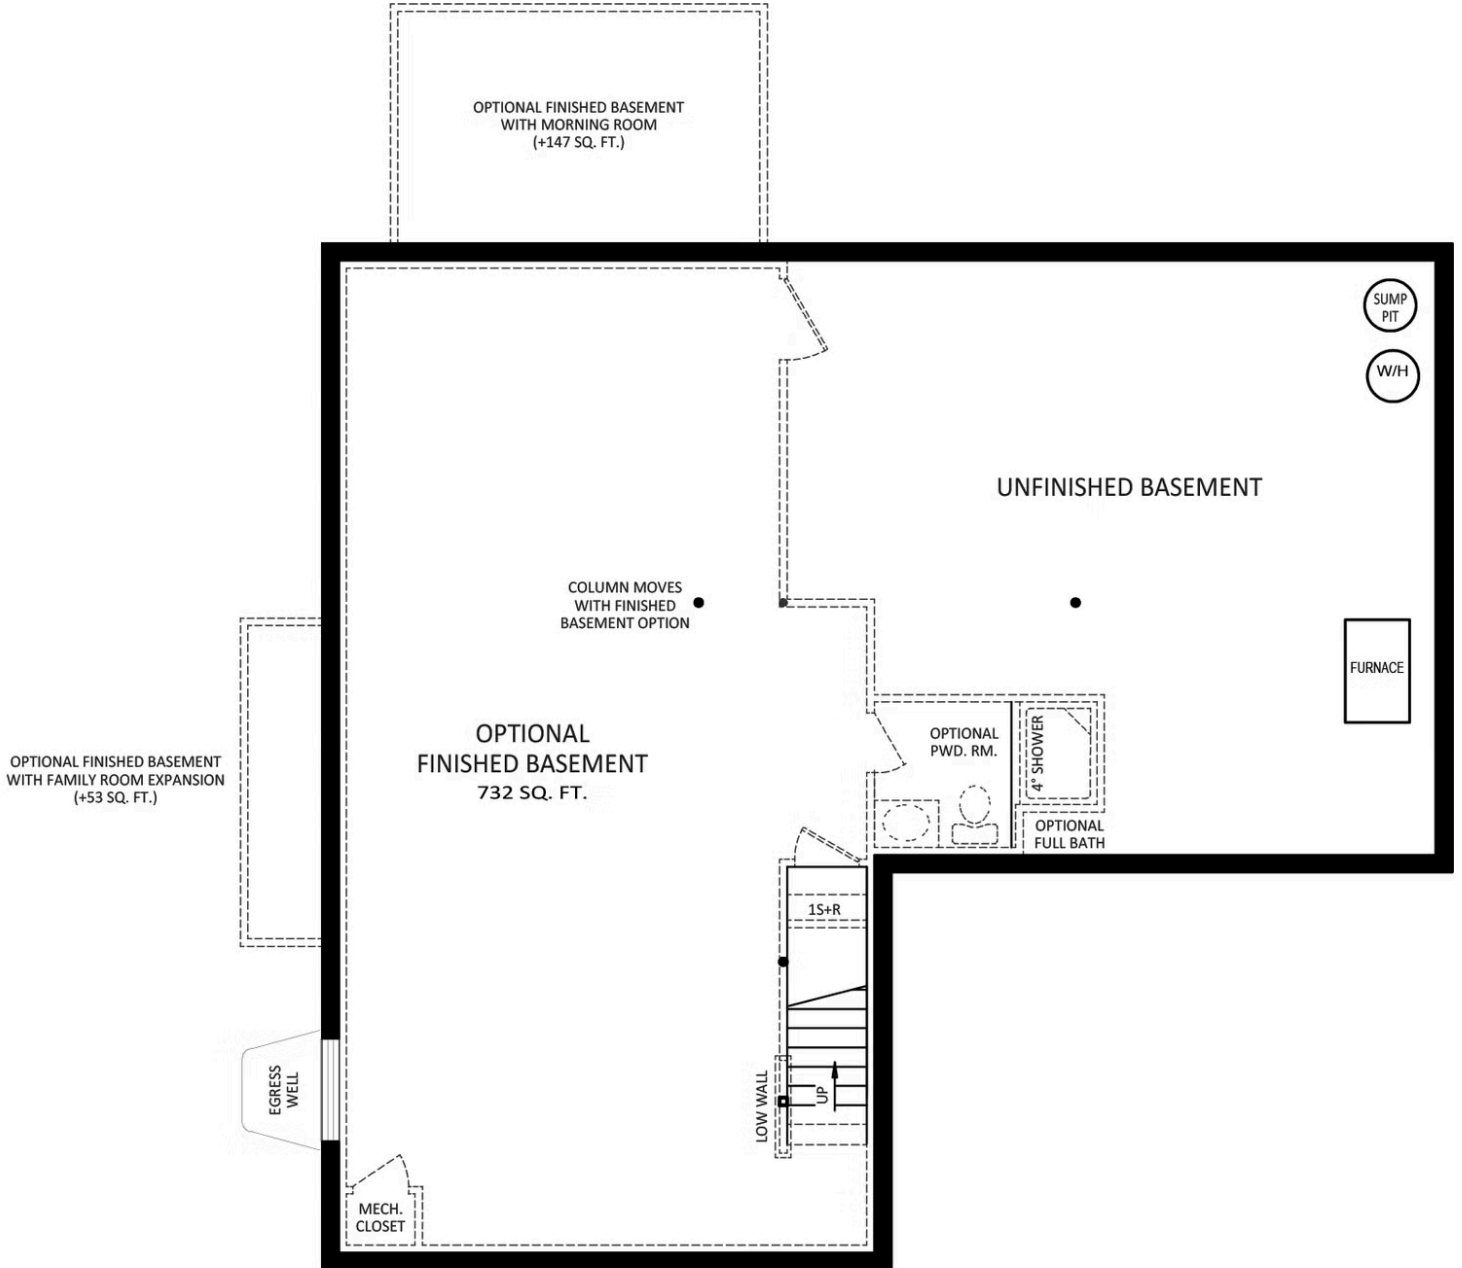 OPTIONAL FINISHED BASEMENT
WITH MORNING ROOM
(+147 SQ. FT.)
SUMP
PIT
W/H
UNFINISHED BASEMENT
COLUMN MOVES
WITH FINISHED
BASEMENT OPTION
FURNACE
OPTIONAL
FINISHED BASEMENT
732 SQ. FT.
OPTIONAL
PWD. RM.
4° SHOWER
OPTIONAL FINISHED BASEMENT
WITH FAMILY ROOM EXPANSION
(+53 SQ. FT.)
OPTIONAL
FULL BATH
1S+R
EGRESS
WELL
LOW WALL
UP
MECH.
CLOSET